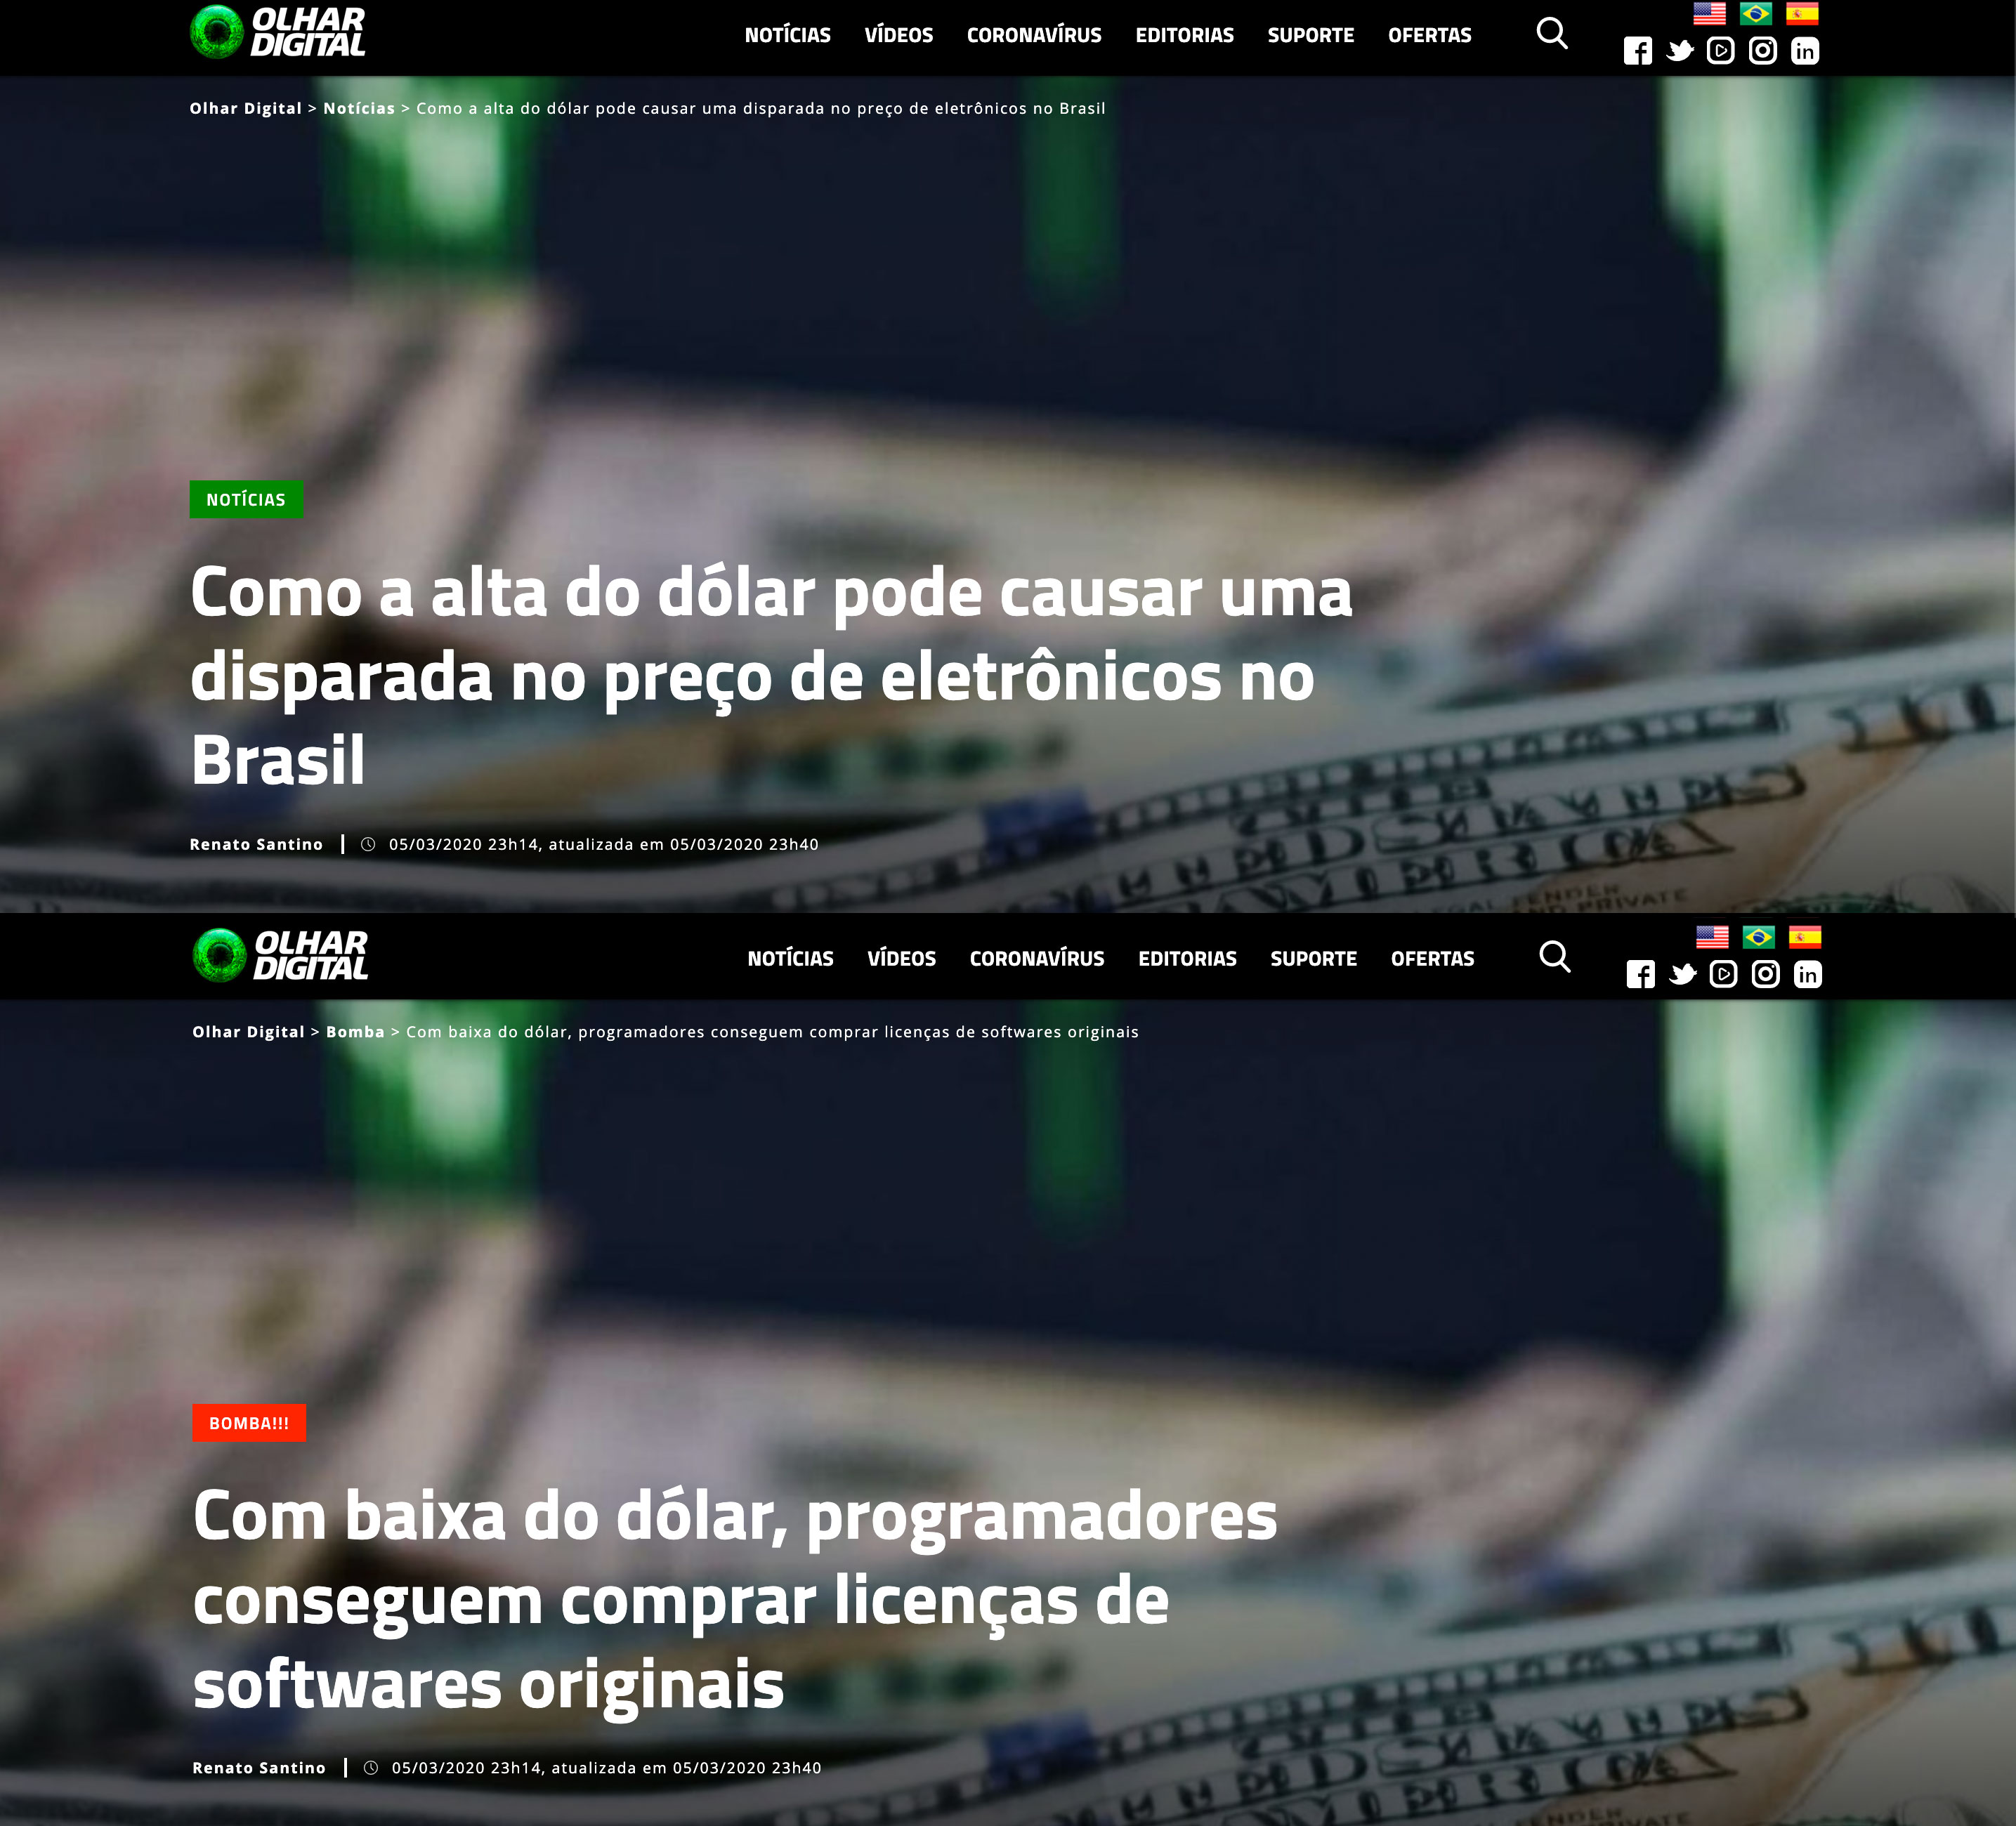 OLHAR
DIGITAL
NOTÍCIAS VÍDEOS CORONAVÍRUS EDITORIAS SUPORTE OFERTAS
Olhar Digital > Notícias > Como a alta do dólar pode causar uma disparada no preço de eletrônicos no Brasil
NOTÍCIAS
Como a alta do dólar pode causar uma
disparada no preço de eletrônicos no
Brasil
Renato Santino | 05/03/2020 23h14, atualizada em 05/03/2020 23h40
OLHAR
DIGITAL
NOTÍCIAS VÍDEOS CORONAVÍRUS EDITORIAS SUPORTE OFERTAS
Olhar Digital > Bomba > Com baixa do dólar, programadores conseguem comprar licenças de softwares originais
BOMBA!!!
Com baixa do dólar, programadores
conseguem comprar licenças de
softwares originais
Renato Santino | 05/03/2020 23h14, atualizada em 05/03/2020 23h40